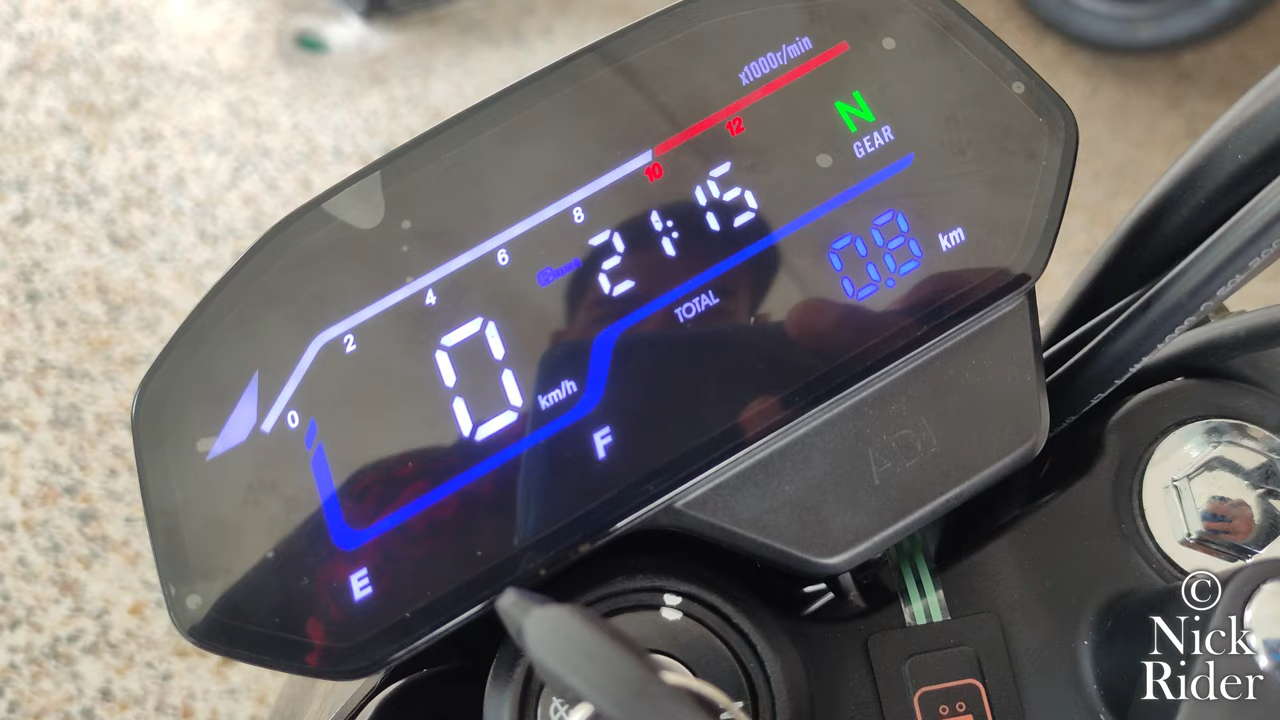 x1000r/min
12
N
GEAR
10
8
21:15
6
4
0.8 km
TOTAL
2
0 km/h
0
F
E
ADI
© Nick
Rider